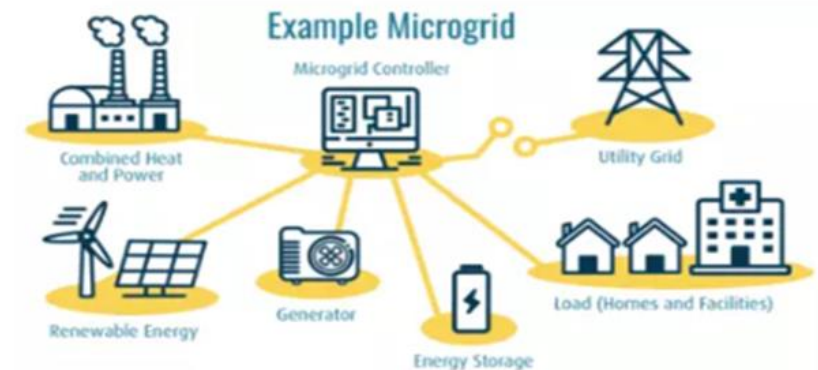 Example Microgrid
Microgrid Controller
Combined Heat
and Power
Utility Grid
Renewable Energy
Generator
Energy Storage
Load (Homes and Facilities)